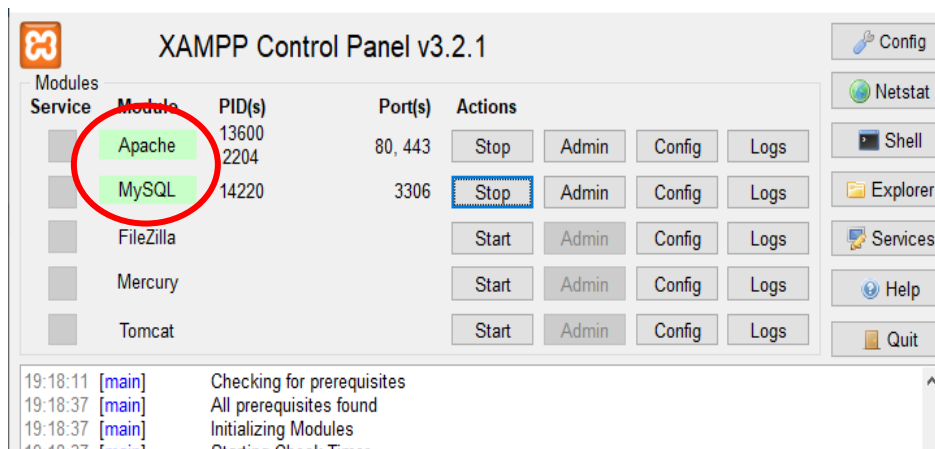 XAMPP Control Panel v3.2.1
Config
Modules
Service Module PID(s) Port(s) Actions
Netstat
Apache 13600 2204 80, 443 Stop Admin Config Logs
Shell
MySQL 14220 3306 Stop Admin Config Logs
Explorer
FileZilla Start Admin Config Logs
Services
Mercury Start Admin Config Logs
Help
Tomcat Start Admin Config Logs
Quit
19:18:11 [main] Checking for prerequisites
19:18:37 [main] All prerequisites found
19:18:37 [main] Initializing Modules